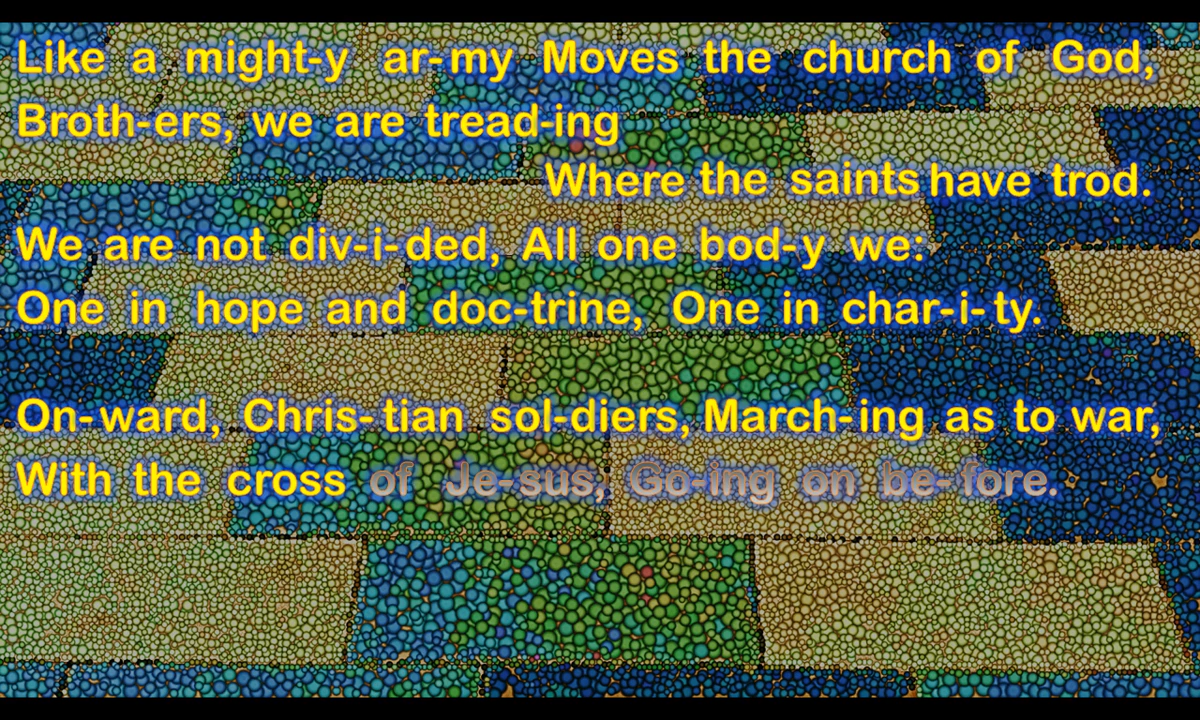 Like a might-y ar-my Moves the church of God,
Broth-ers, we are tread-ing
Where the saints have trod.
We are not div-i-ded, All one bod-y we:
One in hope and doc-trine, One in char-i-ty.
On-ward, Chris-tian sol-diers, March-ing as to war,
With the cross of Je-sus, Go-ing on be-fore.